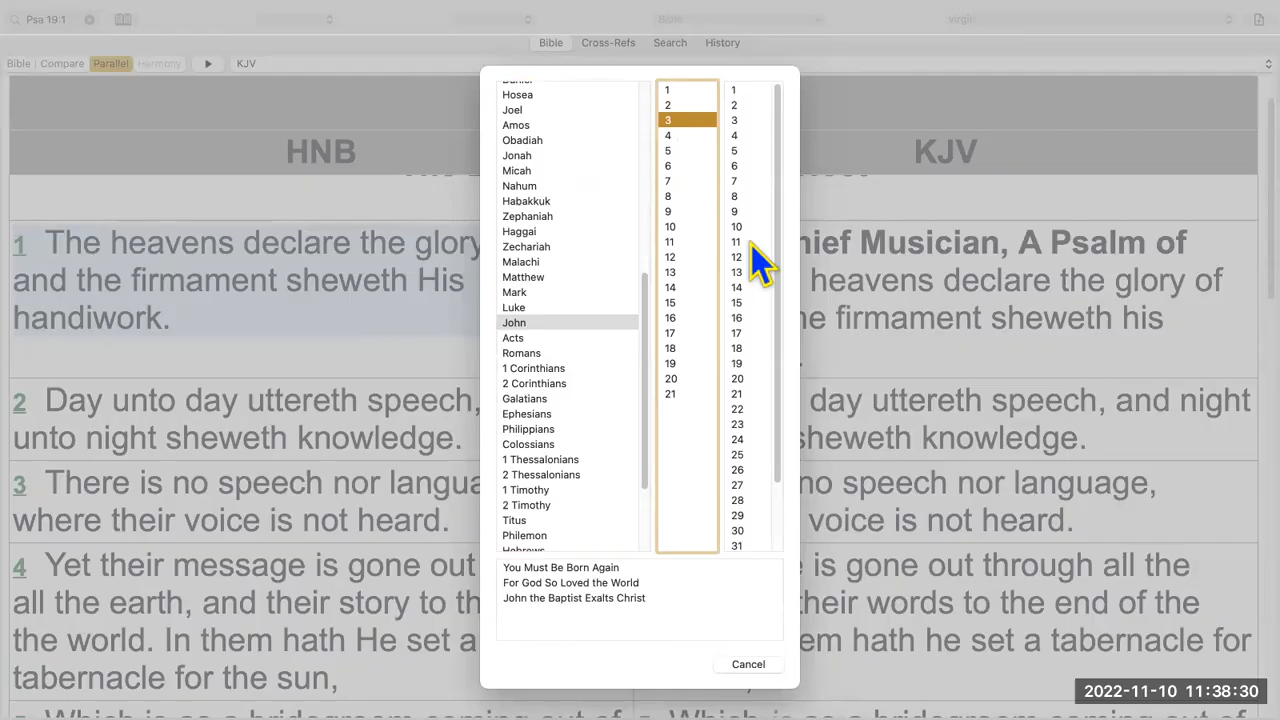 Psa 19:1
Bible
virgin
Bible Cross-Refs Search History
Bible Compare Parallel Harmony KJV
HNB
KJV
1 The heavens declare the glory
and the firmament sheweth His
handiwork.
hief Musician, A Psalm of
heavens declare the glory of
he firmament sheweth his
2 Day unto day uttereth speech,
unto night sheweth knowledge.
day uttereth speech, and night
sheweth knowledge.
3 There is no speech nor langua
where their voice is not heard.
no speech nor language,
voice is not heard.
4 Yet their message is gone out
all the earth, and their story to th
the world. In them hath He set a
tabernacle for the sun,
e is gone out through all the
their words to the end of the
em hath he set a tabernacle for
Daniel
Hosea
Joel
Amos
Obadiah
Jonah
Micah
Nahum
Habakkuk
Zephaniah
Haggai
Zechariah
Malachi
Matthew
Mark
Luke
John
Acts
Romans
1 Corinthians
2 Corinthians
Galatians
Ephesians
Philippians
Colossians
1 Thessalonians
2 Thessalonians
1 Timothy
2 Timothy
Titus
Philemon
Hebrews
1
2
3
4
5
6
7
8
9
10
11
12
13
14
15
16
17
18
19
20
21
1
2
3
4
5
6
7
8
9
10
11
12
13
14
15
16
17
18
19
20
21
22
23
24
25
26
27
28
29
30
31
You Must Be Born Again
For God So Loved the World
John the Baptist Exalts Christ
Cancel
2022-11-10 11:38:30